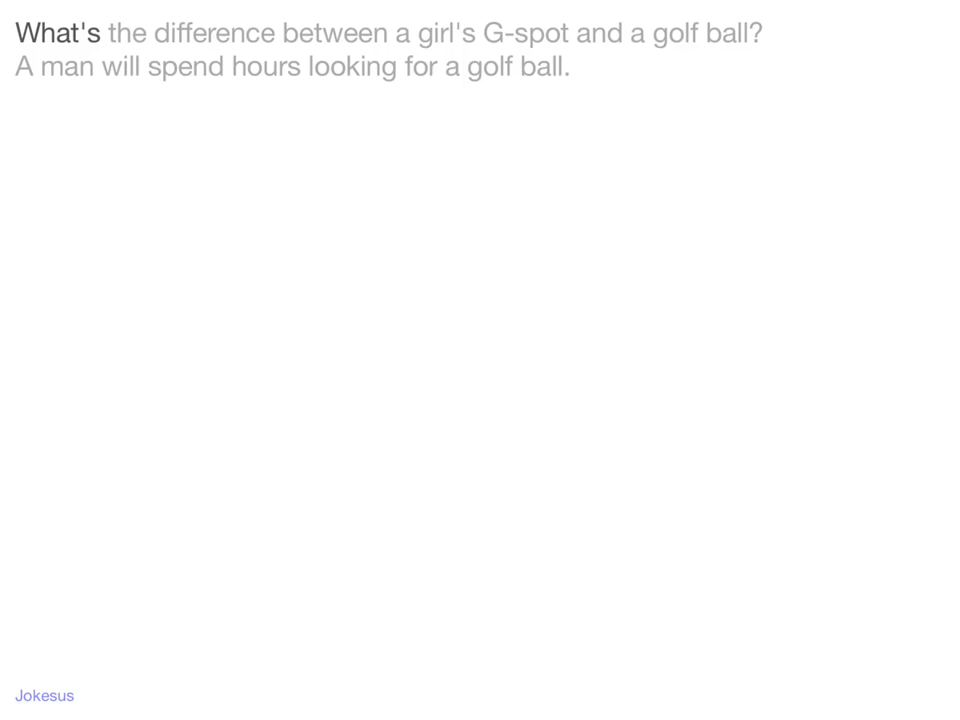 What's the difference between a girl's G-spot and a golf ball?
A man will spend hours looking for a golf ball.
Jokesus